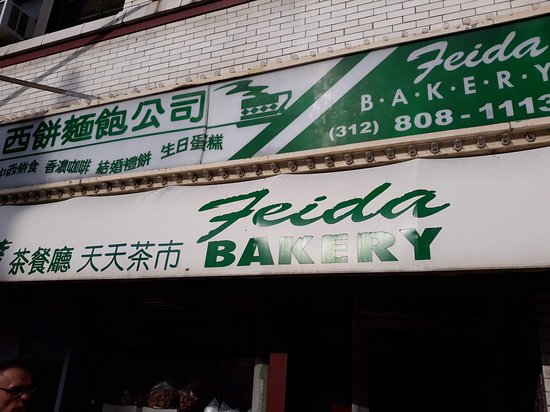 西餅麵飽公司
Feida
B·A·K·E·R·Y
(312) 808-1113
中西餅食 香濃咖啡 結婚禮餅 生日蛋糕
茶餐廳 天天茶市
Feida
BAKERY